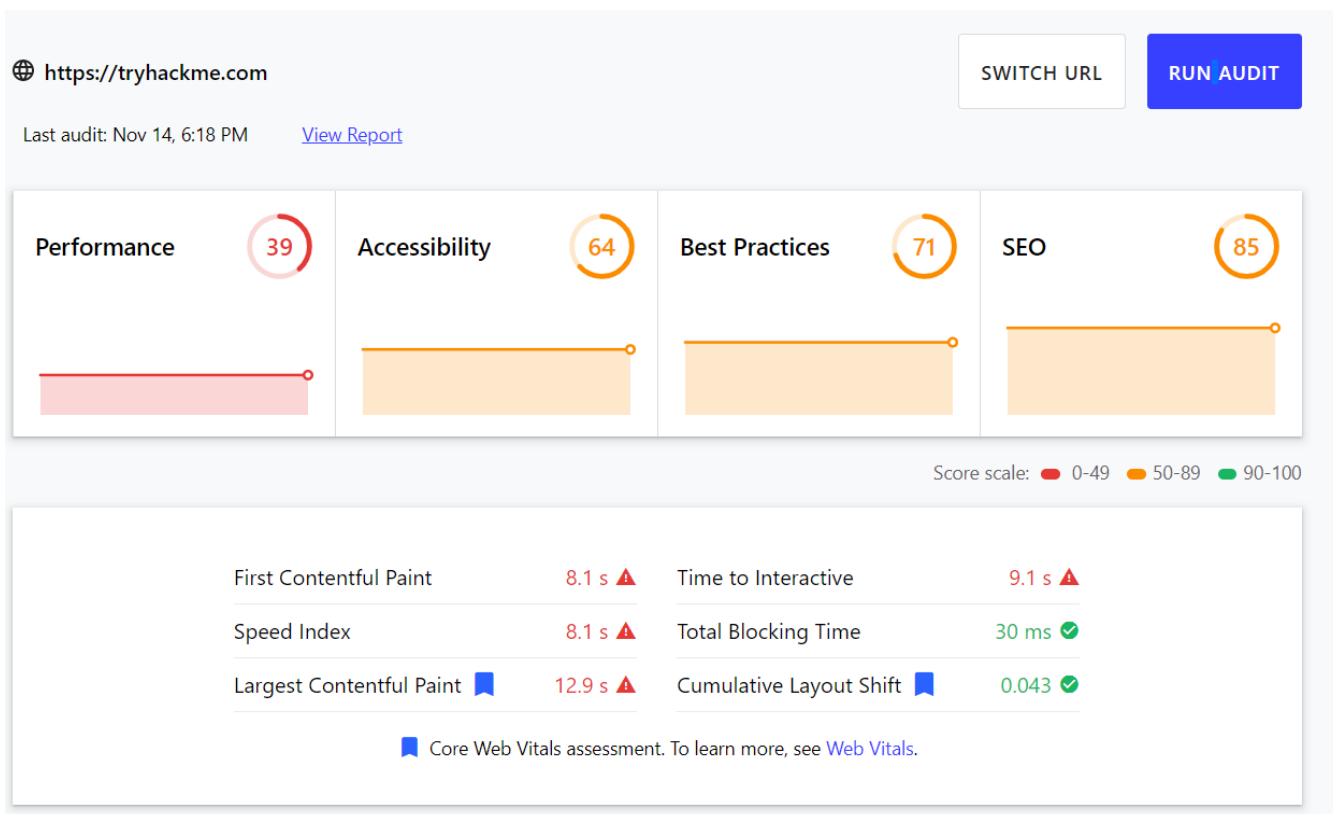 https://tryhackme.com
SWITCH URL
RUN AUDIT
Last audit: Nov 14, 6:18 PM
View Report
Performance
39
Accessibility
64
Best Practices
71
SEO
85
Score scale: 0-49 50-89 90-100
First Contentful Paint 8.1 s
Time to Interactive 9.1 s
Speed Index 8.1 s
Total Blocking Time 30 ms
Largest Contentful Paint 12.9 s
Cumulative Layout Shift 0.043
Core Web Vitals assessment. To learn more, see Web Vitals.